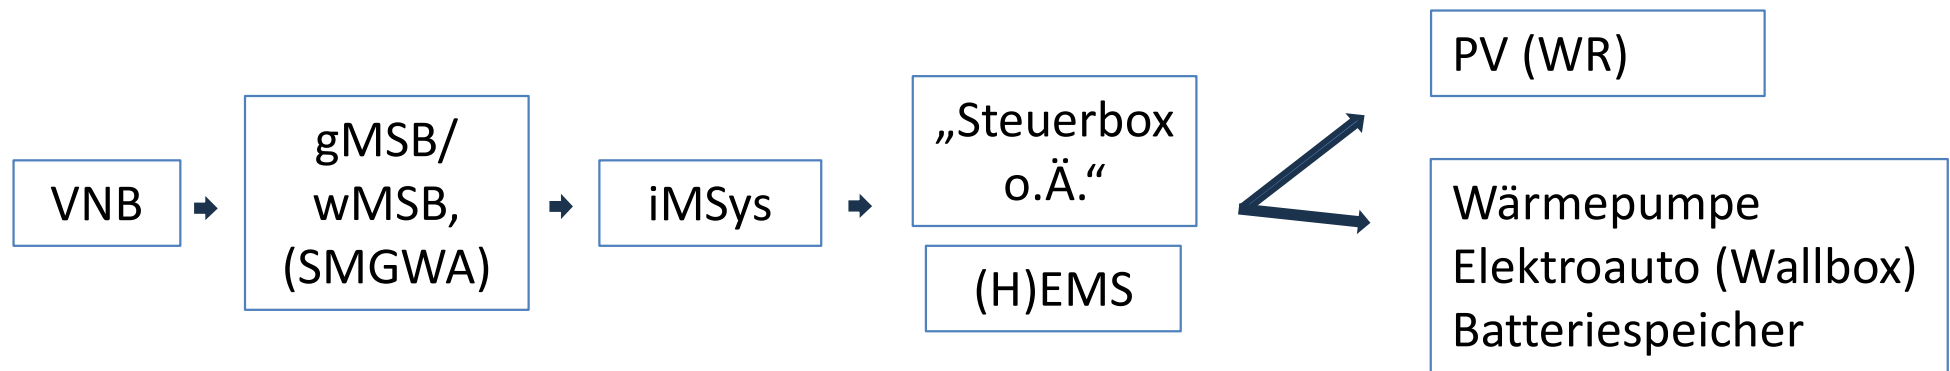 VNB
gMSB/
wMSB,
(SMGWA)
iMSys
„Steuerbox
o.Ä.“
(H)EMS
PV (WR)
Wärmepumpe
Elektroauto (Wallbox)
Batteriespeicher